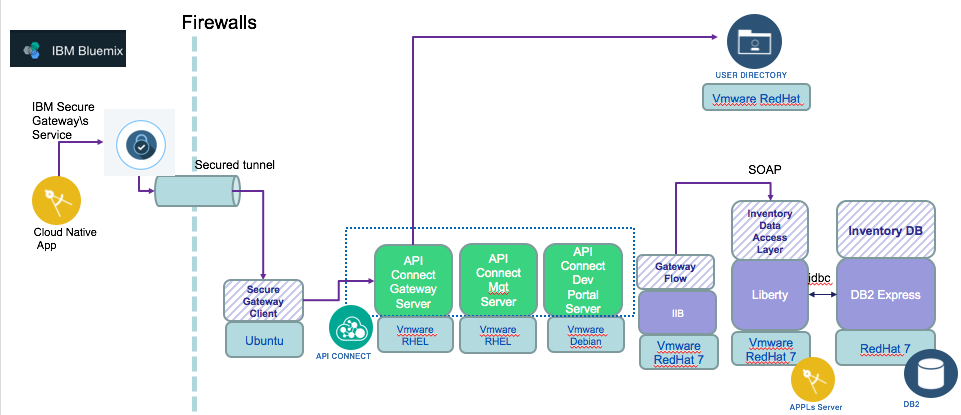 Firewalls
IBM Bluemix
IBM Secure
Gateway\s
Service
Cloud Native
App
Secured tunnel
USER DIRECTORY
Vmware RedHat
SOAP
Secure
Gateway
Client
Ubuntu
API CONNECT
API
Connect
Gateway
Server
Vmware
RHEL
API
Connect
Mgt
Server
Vmware
RHEL
API
Connect
Dev
Portal
Server
Vmware
Debian
Gateway
Flow
IIB
Vmware
RedHat 7
Inventory
Data
Access
Layer
Liberty
Vmware
RedHat 7
APPLs Server
jdbc
Inventory DB
DB2 Express
RedHat 7
DB2